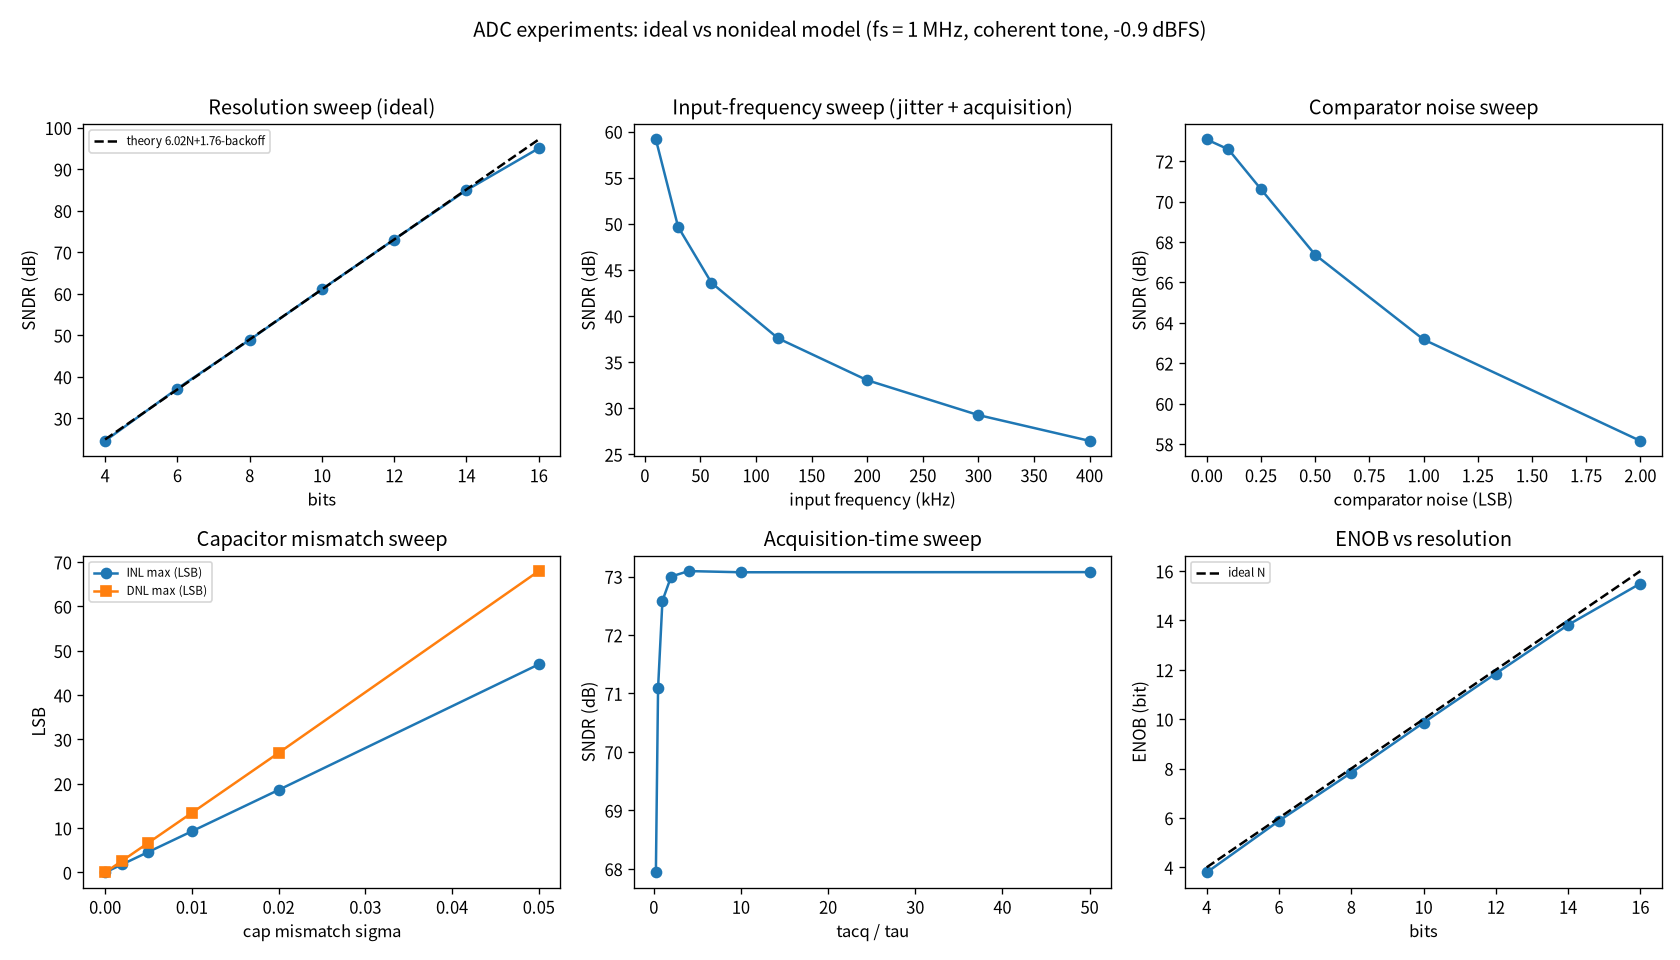 ADC experiments: ideal vs nonideal model (fs = 1 MHz, coherent tone, -0.9 dBFS)
Resolution sweep (ideal)
100
90
80
70
60
50
40
30
SNDR (dB)
theory 6.02N+1.76-backoff
4 6 8 10 12 14 16
bits
Input-frequency sweep (jitter + acquisition)
60
55
50
45
40
35
30
25
SNDR (dB)
0 50 100 150 200 250 300 350 400
input frequency (kHz)
Comparator noise sweep
72
70
68
66
64
62
60
58
SNDR (dB)
0.00 0.25 0.50 0.75 1.00 1.25 1.50 1.75 2.00
comparator noise (LSB)
Capacitor mismatch sweep
70
60
50
40
30
20
10
0
LSB
INL max (LSB)
DNL max (LSB)
0.00 0.01 0.02 0.03 0.04 0.05
cap mismatch sigma
Acquisition-time sweep
73
72
71
70
69
68
SNDR (dB)
0 10 20 30 40 50
tacq / tau
ENOB vs resolution
16
14
12
10
8
6
4
ENOB (bit)
ideal N
4 6 8 10 12 14 16
bits